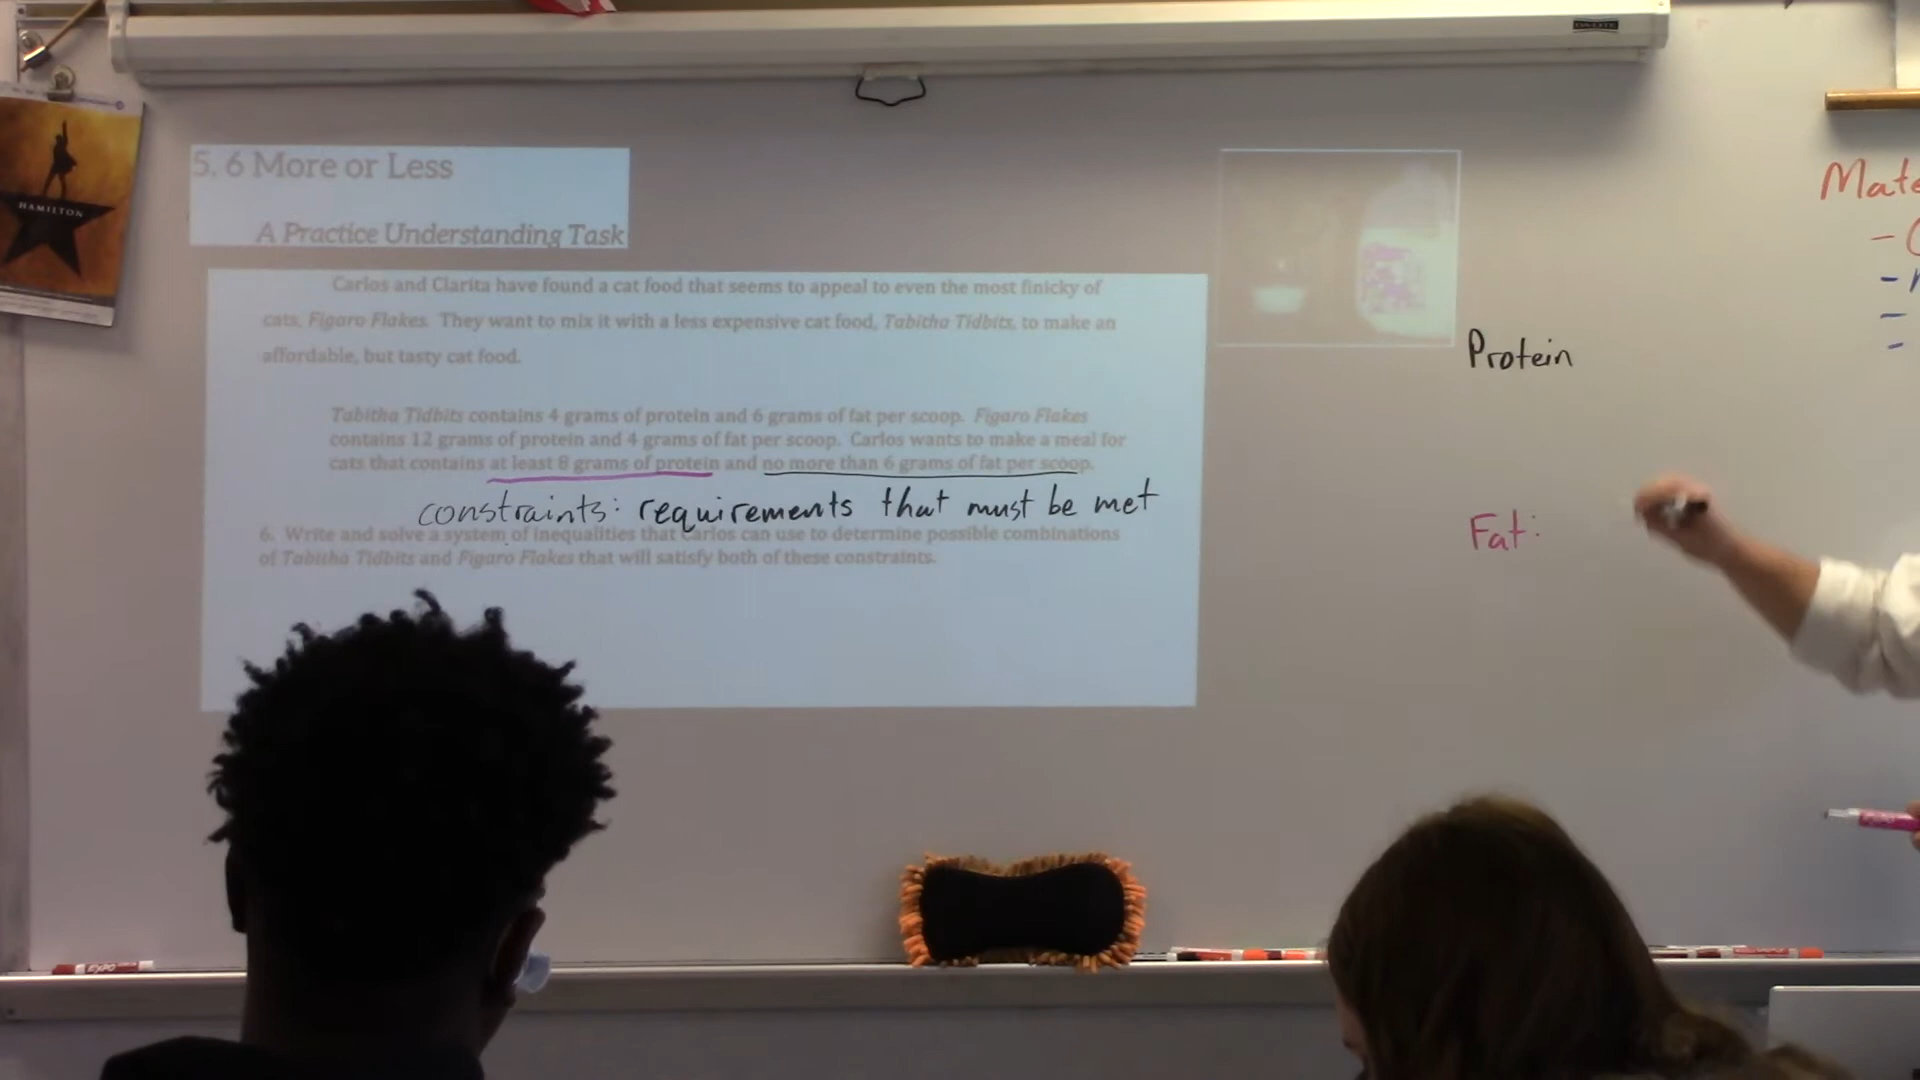 DA-LITE
HAMILTON
5. 6 More or Less
A Practice Understanding Task
Carlos and Clarita have found a cat food that seems to appeal to even the most finicky of
cats, Figaro Flakes. They want to mix it with a less expensive cat food, Tabitha Tidbits, to make an
affordable, but tasty cat food.
Tabitha Tidbits contains 4 grams of protein and 6 grams of fat per scoop. Figaro Flakes
contains 12 grams of protein and 4 grams of fat per scoop. Carlos wants to make a meal for
cats that contains at least 8 grams of protein and no more than 6 grams of fat per scoop.
constraints: requirements that must be met
6. Write and solve a system of inequalities that Carlos can use to determine possible combinations
of Tabitha Tidbits and Figaro Flakes that will satisfy both of these constraints.
Protein
Fat:
Mate
EXPO